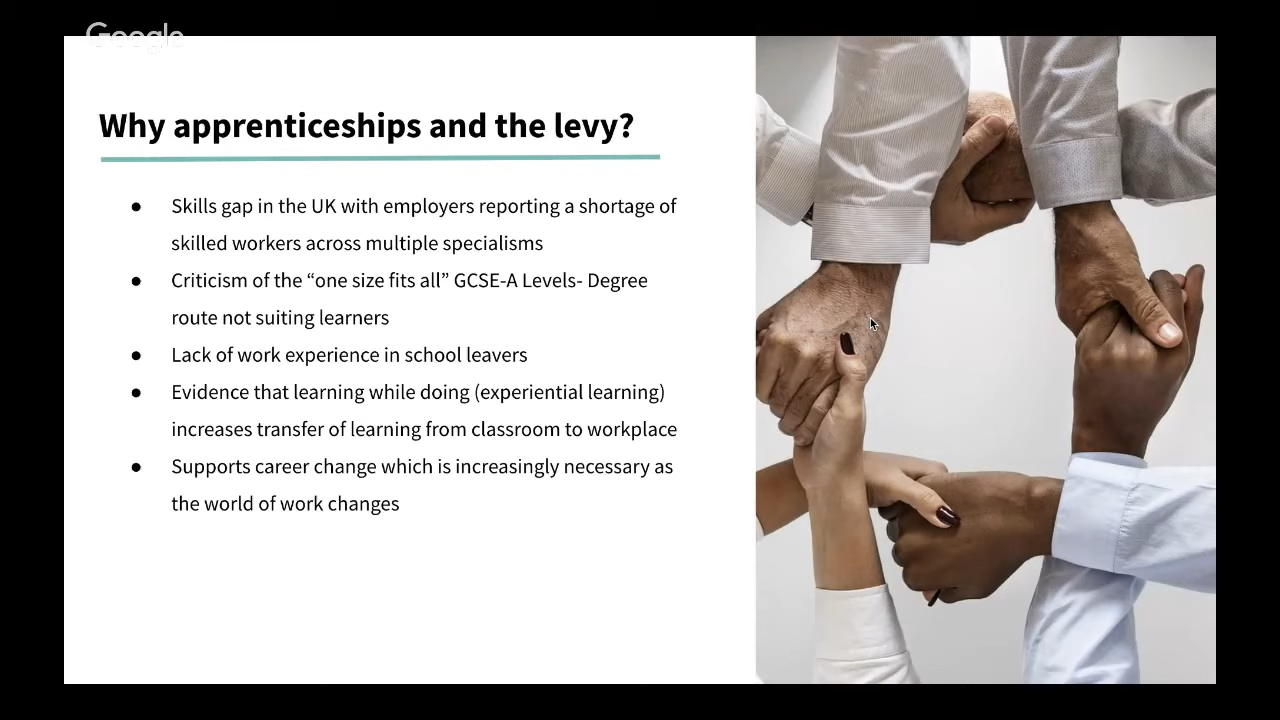 Google
Why apprenticeships and the levy?
● Skills gap in the UK with employers reporting a shortage of
skilled workers across multiple specialisms
● Criticism of the “one size fits all” GCSE-A Levels- Degree
route not suiting learners
● Lack of work experience in school leavers
● Evidence that learning while doing (experiential learning)
increases transfer of learning from classroom to workplace
● Supports career change which is increasingly necessary as
the world of work changes